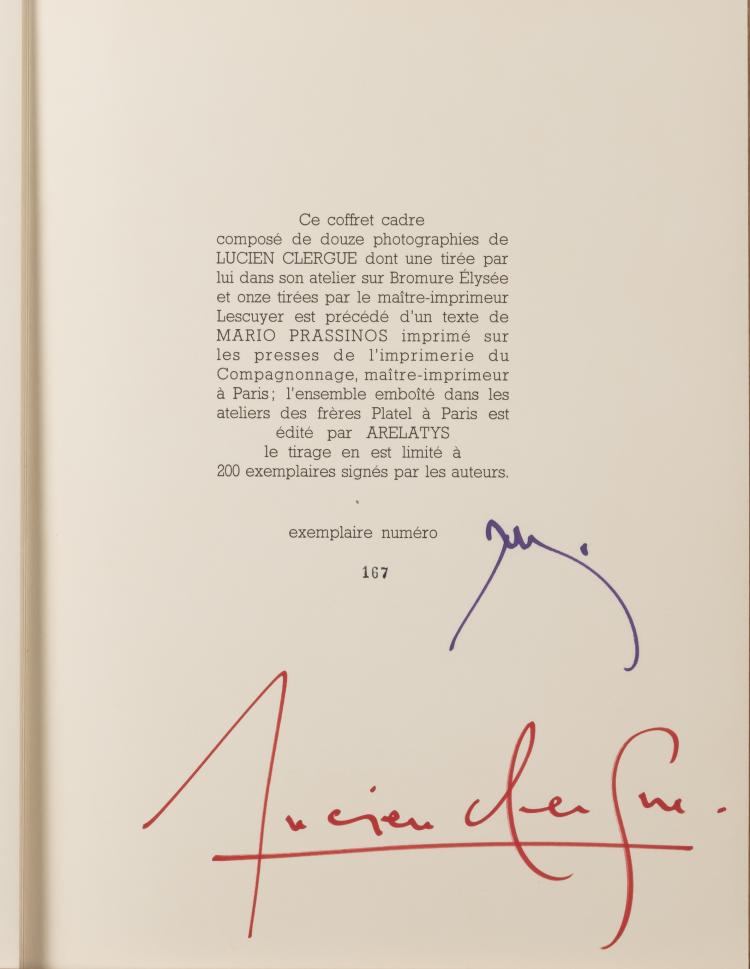 Ce coffret cadre
composé de douze photographies de
LUCIEN CLERGUE dont une tirée par
lui dans son atelier sur Bromure Élysée
et onze tirées par le maître-imprimeur
Lescuyer est précédé d'un texte de
MARIO PRASSINOS imprimé sur
les presses de l'imprimerie du
Compagnonnage, maître-imprimeur
à Paris; l'ensemble emboîté dans les
ateliers des frères Platel à Paris est
édité par ARELATYS
le tirage en est limité à
200 exemplaires signés par les auteurs.
exemplaire numéro
167
Lucien Clergue.